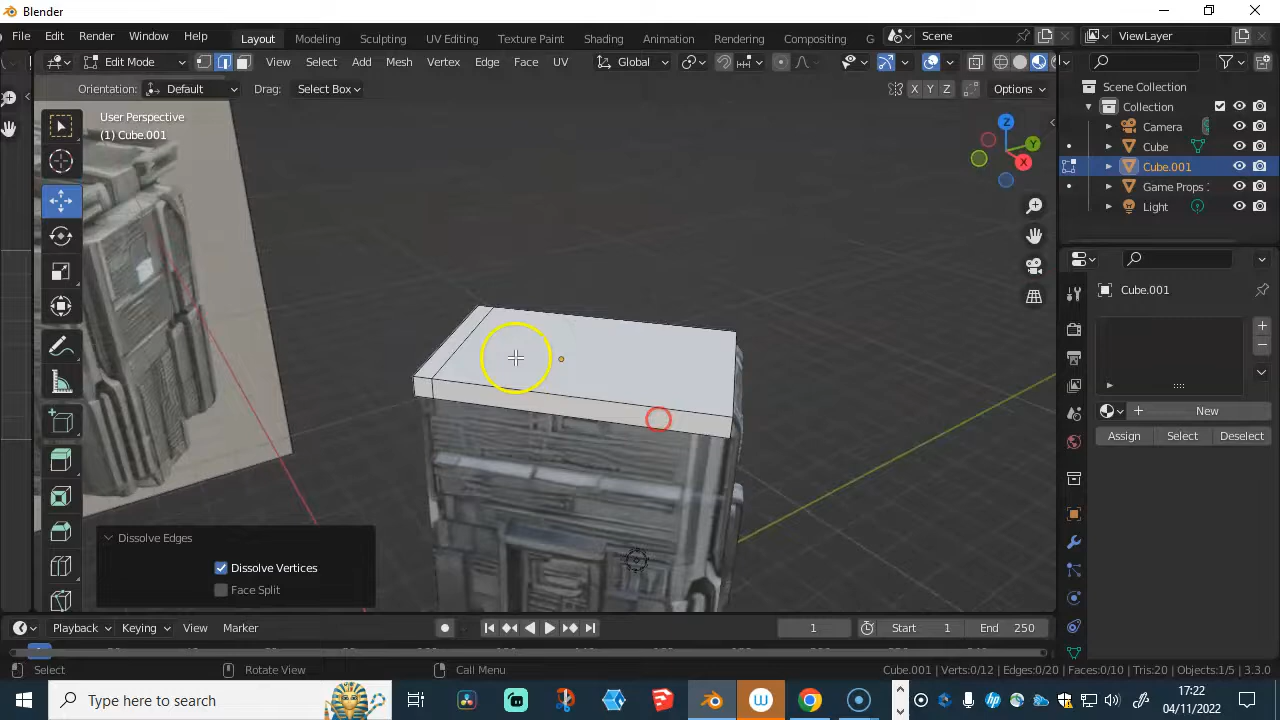 Blender
File Edit Render Window Help Layout Modeling Sculpting UV Editing Texture Paint Shading Animation Rendering Compositing G Scene ViewLayer
Edit Mode View Select Add Mesh Vertex Edge Face UV Global
Orientation: Default Drag: Select Box X Y Z Options
User Perspective
(1) Cube.001
Z
Y
X
Scene Collection
Collection
Camera
Cube
Cube.001
Game Props
Light
Cube.001
New
Assign Select Deselect
Dissolve Edges
Dissolve Vertices
Face Split
Playback Keying View Marker 1 Start 1 End 250
Select Rotate View Call Menu Cube.001 | Verts:0/12 | Edges:0/20 | Faces:0/10 | Tris:20 | Objects:1/5 | 3.3.0
Type here to search
17:22
04/11/2022